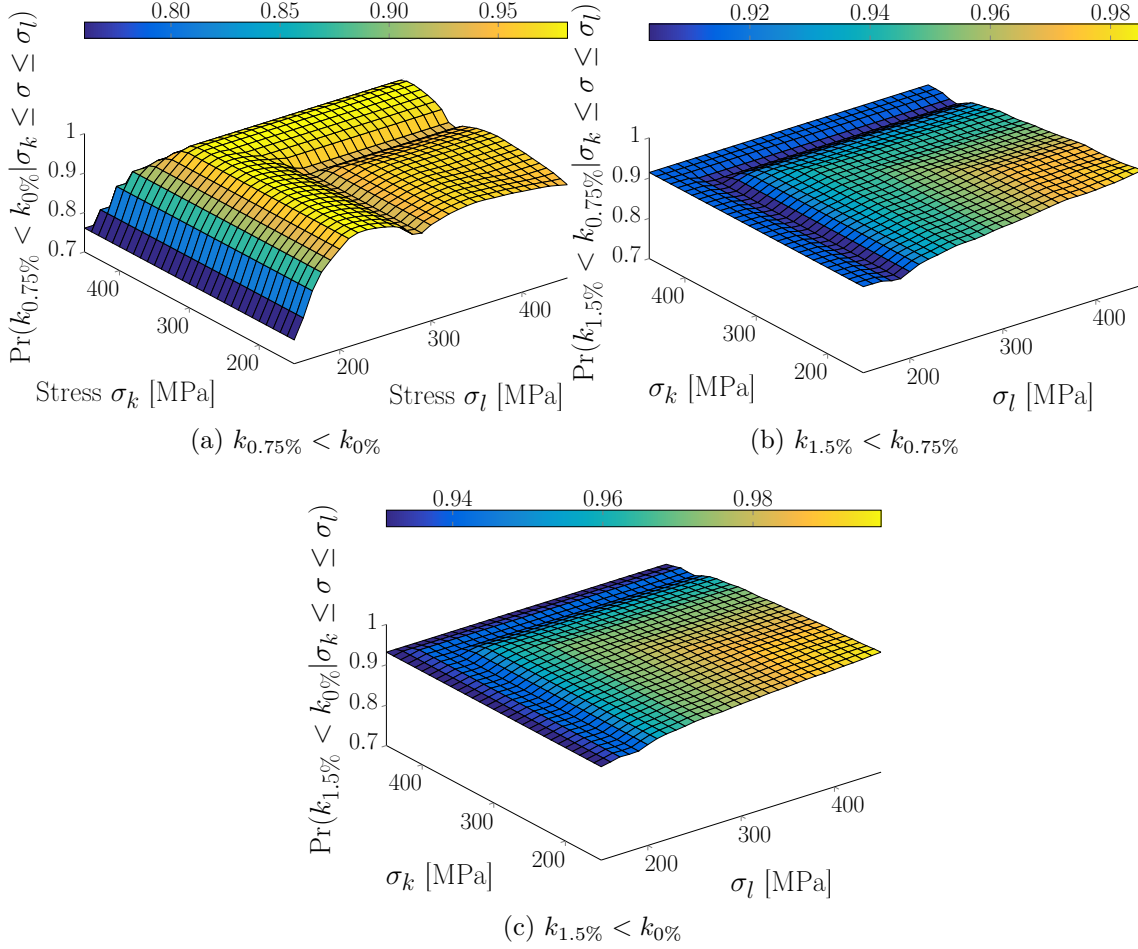 0.80 0.85 0.90 0.95
Pr(k0.75% < k0%|σk ≤ σ ≤ σl)
1
0.9
0.8
0.7
400
300
200
200
300
400
Stress σk [MPa]
Stress σl [MPa]
(a) k0.75% < k0%
0.92 0.94 0.96 0.98
Pr(k1.5% < k0.75%|σk ≤ σ ≤ σl)
1
0.9
0.8
0.7
400
300
200
200
300
400
σk [MPa]
σl [MPa]
(b) k1.5% < k0.75%
0.94 0.96 0.98
Pr(k1.5% < k0%|σk ≤ σ ≤ σl)
1
0.9
0.8
0.7
400
300
200
200
300
400
σk [MPa]
σl [MPa]
(c) k1.5% < k0%